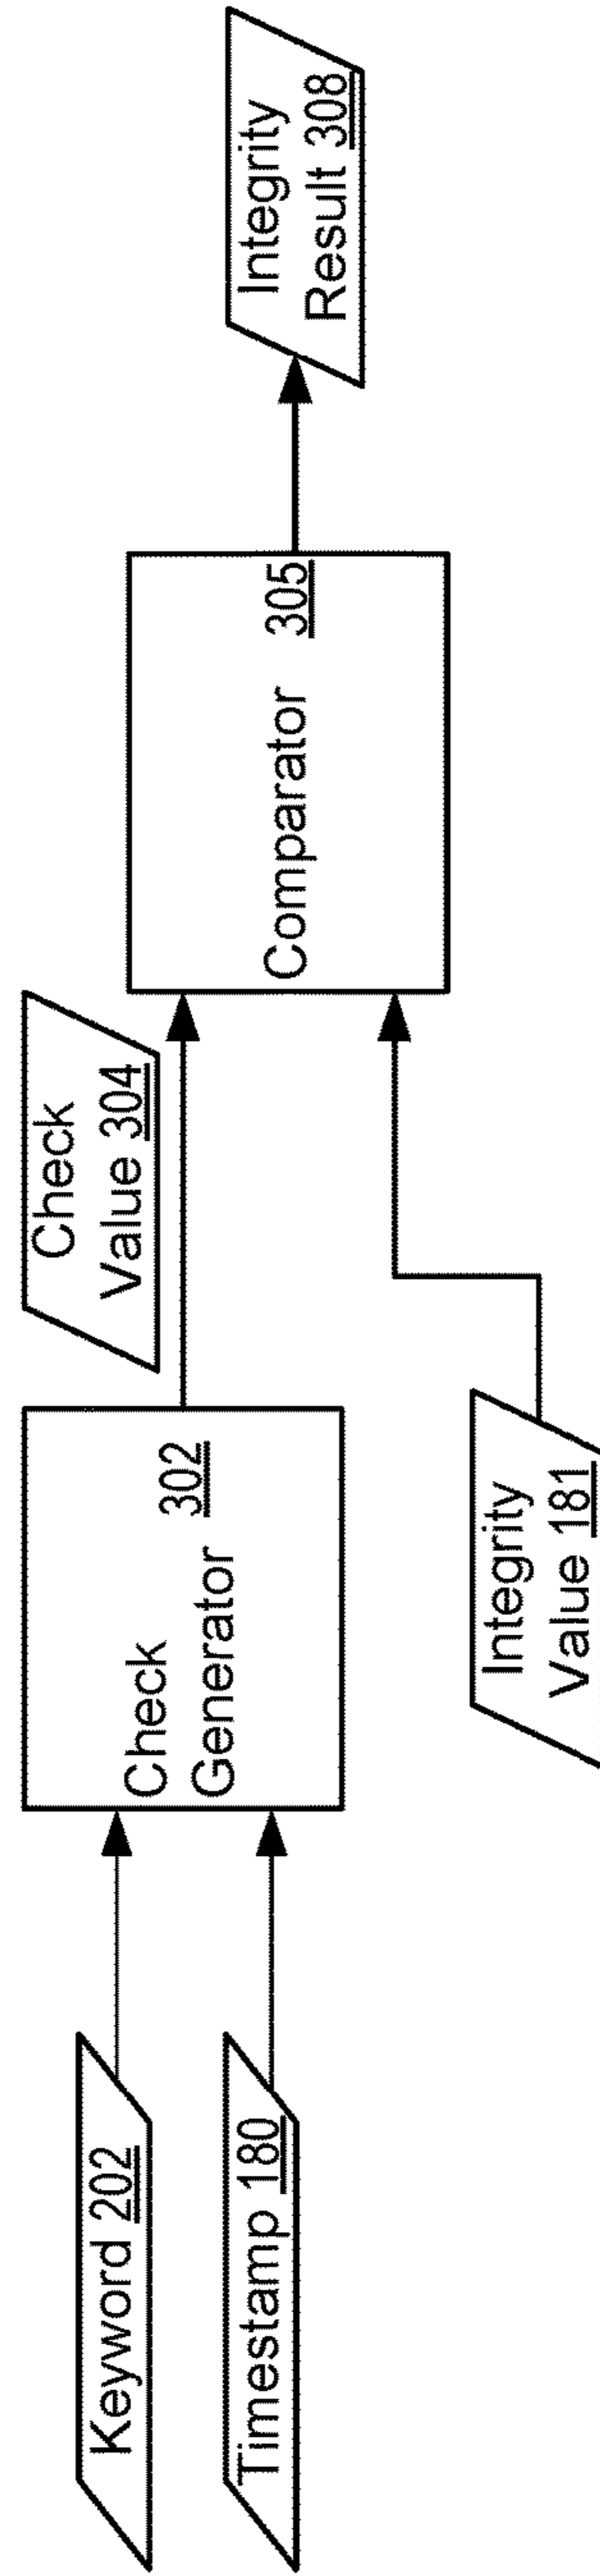 Keyword 202
Timestamp 180
Check
Generator 302
Check
Value 304
Integrity
Value 181
Comparator 305
Integrity
Result 308